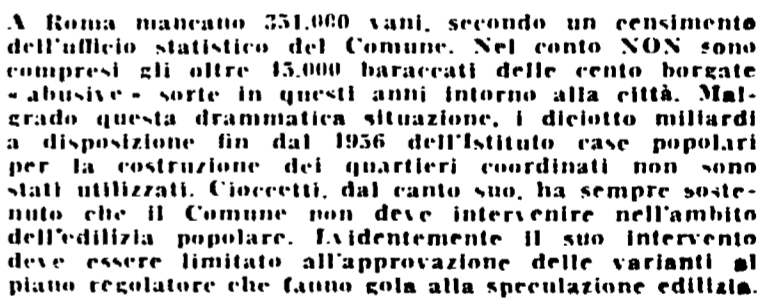 A Roma mancano 351.000 vani, secondo un censimento
dell'ufficio statistico del Comune. Nel conto NON sono
compresi gli oltre 45.000 baraccati delle cento borgate
« abusive » sorte in questi anni intorno alla città. Mal-
grado questa drammatica situazione, i diciotto miliardi
a disposizione fin dal 1956 dell'Istituto case popolari
per la costruzione dei quartieri coordinati non sono
stati utilizzati. Cioccetti, dal canto suo, ha sempre soste-
nuto che il Comune non deve intervenire nell'ambito
dell'edilizia popolare. Evidentemente il suo intervento
deve essere limitato all'approvazione delle varianti al
piano regolatore che fanno gola alla speculazione edilizia.